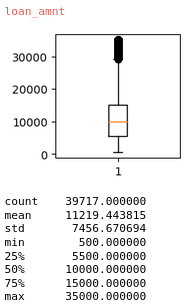 loan_amnt
30000
20000
10000
0
1
count 39717.000000
mean 11219.443815
std 7456.670694
min 500.000000
25% 5500.000000
50% 10000.000000
75% 15000.000000
max 35000.000000